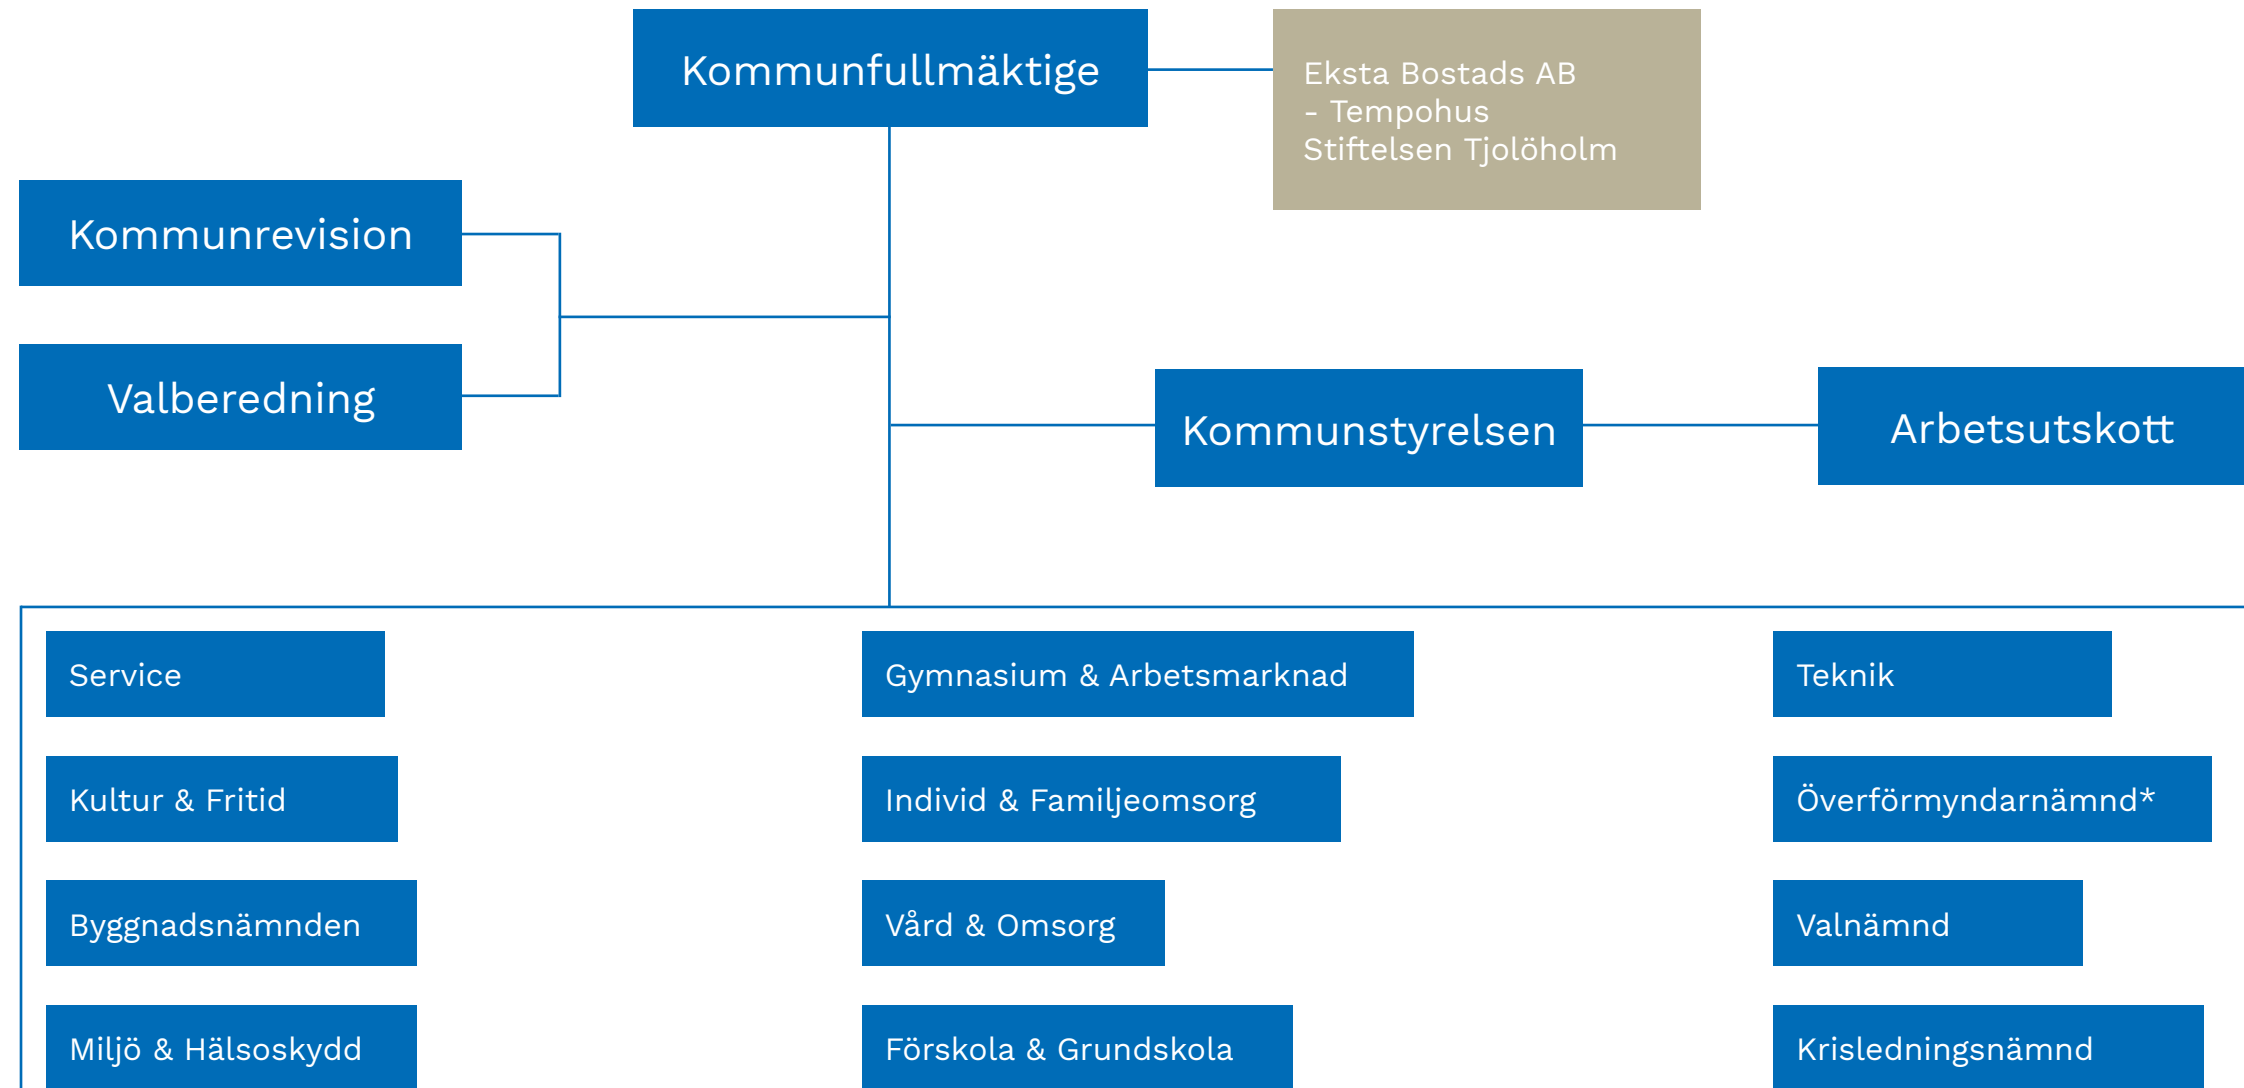 Kommunfullmäktige
Eksta Bostads AB
- Tempohus
Stiftelsen Tjolöholm
Kommunrevision
Valberedning
Kommunstyrelsen
Arbetsutskott
Service
Gymnasium & Arbetsmarknad
Teknik
Kultur & Fritid
Individ & Familjeomsorg
Överförmyndarnämnd*
Byggnadsnämnden
Vård & Omsorg
Valnämnd
Miljö & Hälsoskydd
Förskola & Grundskola
Krisledningsnämnd